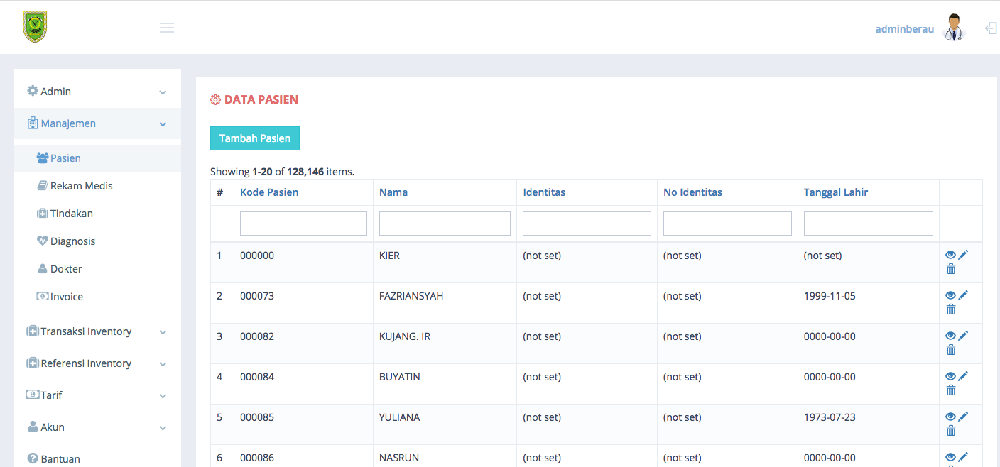 adminberau
Admin
Manajemen
Pasien
Rekam Medis
Tindakan
Diagnosis
Dokter
Invoice
Transaksi Inventory
Referensi Inventory
Tarif
Akun
Bantuan
DATA PASIEN
Tambah Pasien
Showing 1-20 of 128,146 items.
# Kode Pasien Nama Identitas No Identitas Tanggal Lahir
1 000000 KIER (not set) (not set) (not set)
2 000073 FAZRIANSYAH (not set) (not set) 1999-11-05
3 000082 KUJANG. IR (not set) (not set) 0000-00-00
4 000084 BUYATIN (not set) (not set) 0000-00-00
5 000085 YULIANA (not set) (not set) 1973-07-23
6 000086 NASRUN (not set) (not set) 0000-00-00